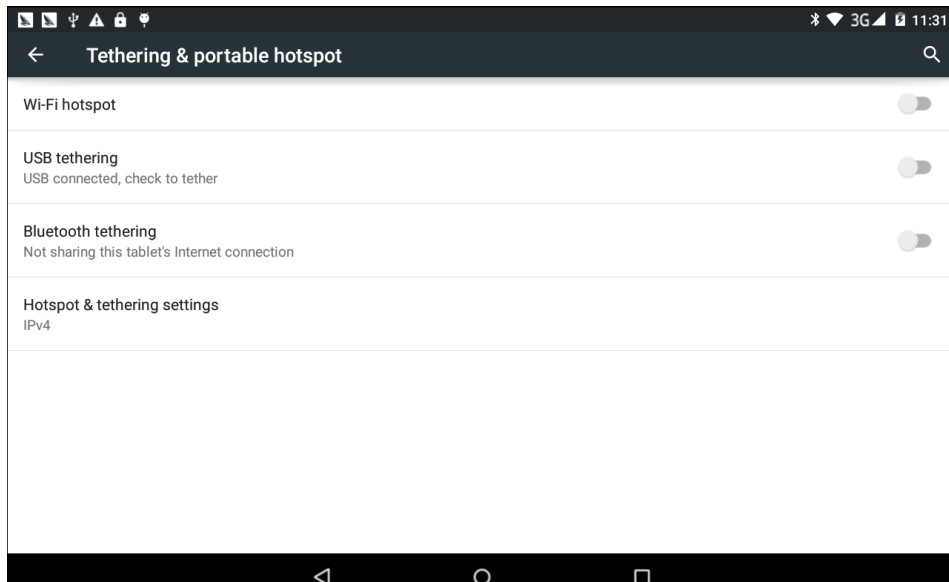 3G 11:31
Tethering & portable hotspot
Wi-Fi hotspot
USB tethering
USB connected, check to tether
Bluetooth tethering
Not sharing this tablet's Internet connection
Hotspot & tethering settings
IPv4